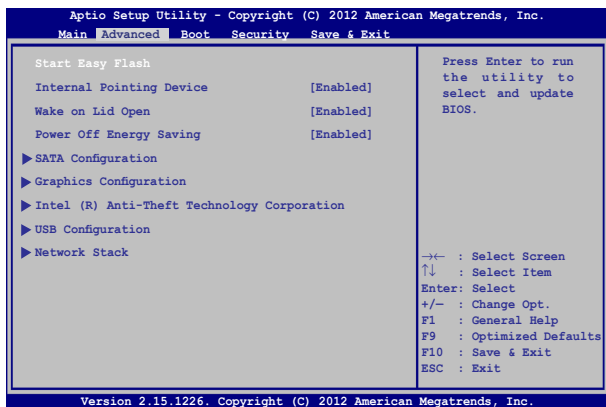 Aptio Setup Utility - Copyright (C) 2012 American Megatrends, Inc.
Main Advanced Boot Security Save & Exit
Start Easy Flash
Internal Pointing Device [Enabled]
Wake on Lid Open [Enabled]
Power Off Energy Saving [Enabled]
SATA Configuration
Graphics Configuration
Intel (R) Anti-Theft Technology Corporation
USB Configuration
Network Stack
Press Enter to run
the utility to
select and update
BIOS.
→← : Select Screen
↑↓ : Select Item
Enter: Select
+/— : Change Opt.
F1 : General Help
F9 : Optimized Defaults
F10 : Save & Exit
ESC : Exit
Version 2.15.1226. Copyright (C) 2012 American Megatrends, Inc.